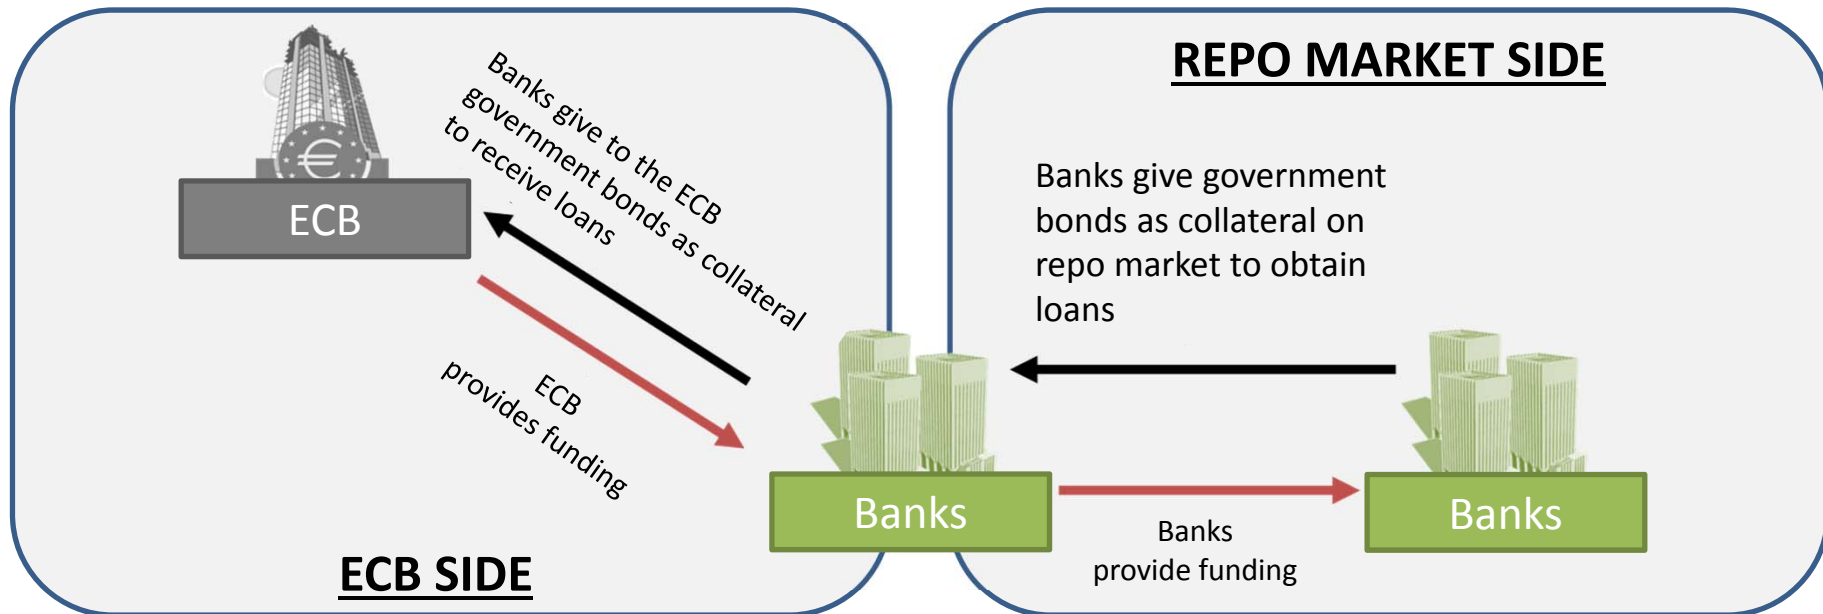 ECB
Banks give to the ECB
government bonds as collateral
to receive loans
ECB
provides funding
ECB SIDE
REPO MARKET SIDE
Banks give government
bonds as collateral on
repo market to obtain
loans
Banks
Banks
provide funding
Banks